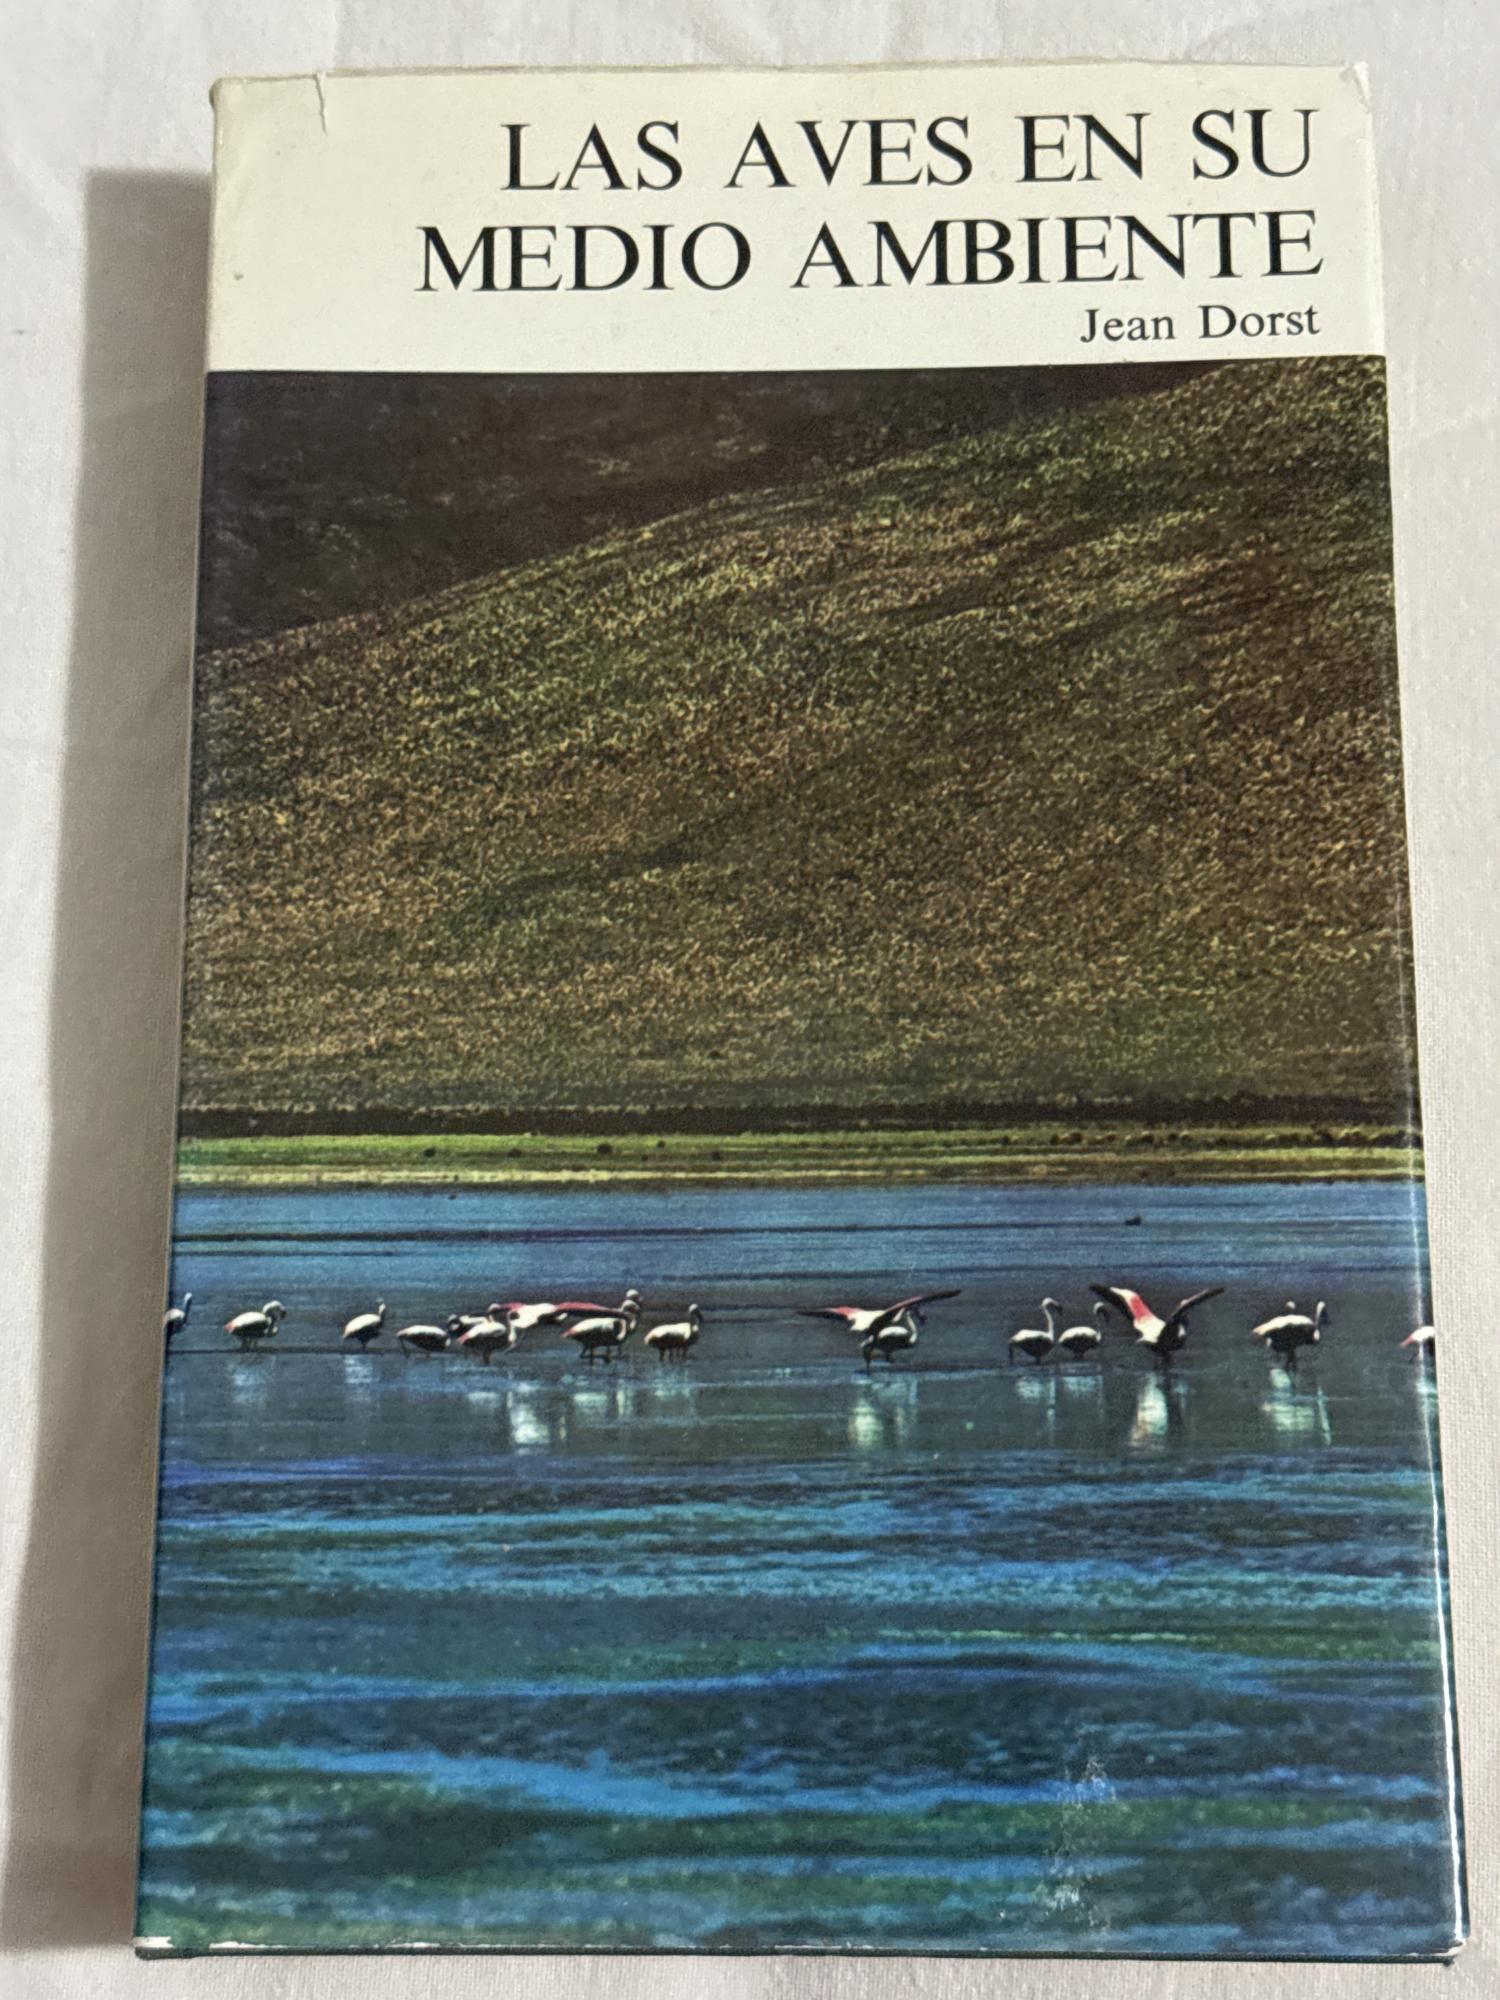 LAS AVES EN SU
MEDIO AMBIENTE
Jean Dorst